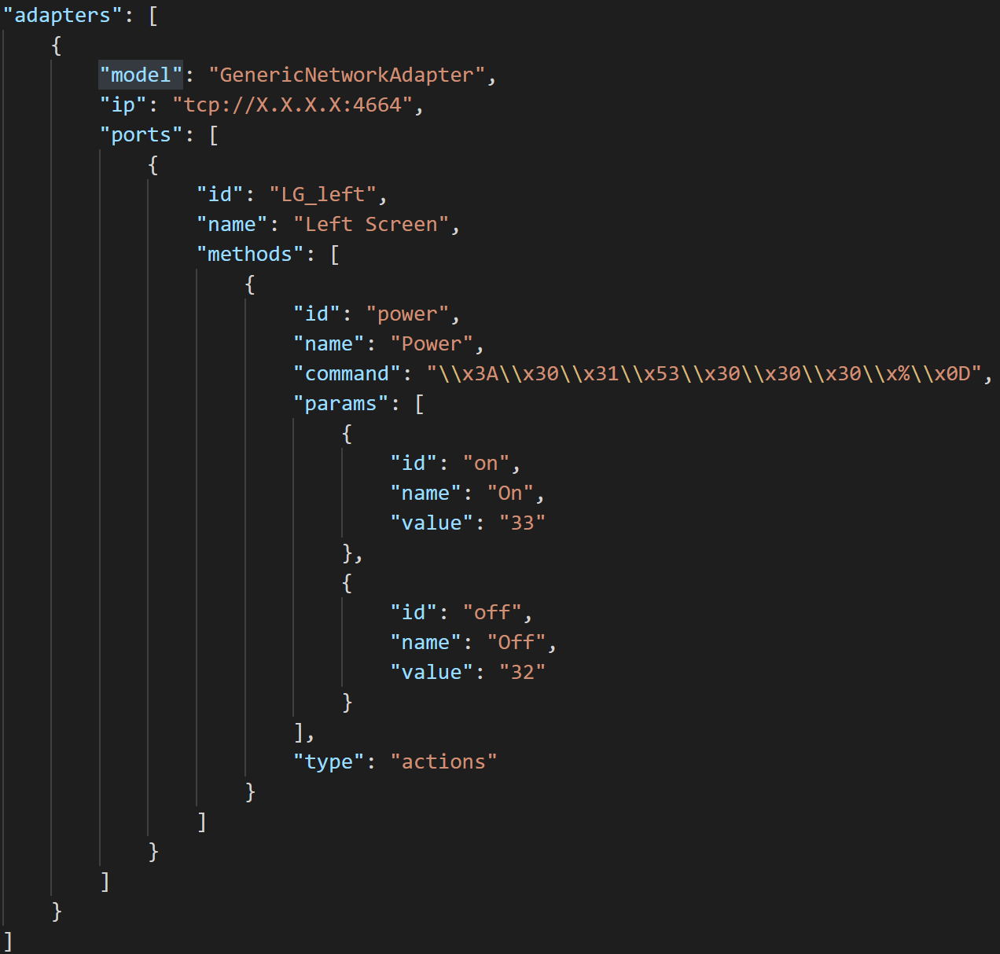 "adapters": [
    {
        "model": "GenericNetworkAdapter",
        "ip": "tcp://X.X.X.X:4664",
        "ports": [
            {
                "id": "LG_left",
                "name": "Left Screen",
                "methods": [
                    {
                        "id": "power",
                        "name": "Power",
                        "command": "\\x3A\\x30\\x31\\x53\\x30\\x30\\x30\\x%\\x0D",
                        "params": [
                            {
                                "id": "on",
                                "name": "On",
                                "value": "33"
                            },
                            {
                                "id": "off",
                                "name": "Off",
                                "value": "32"
                            }
                        ],
                        "type": "actions"
                    }
                ]
            }
        ]
    }
]